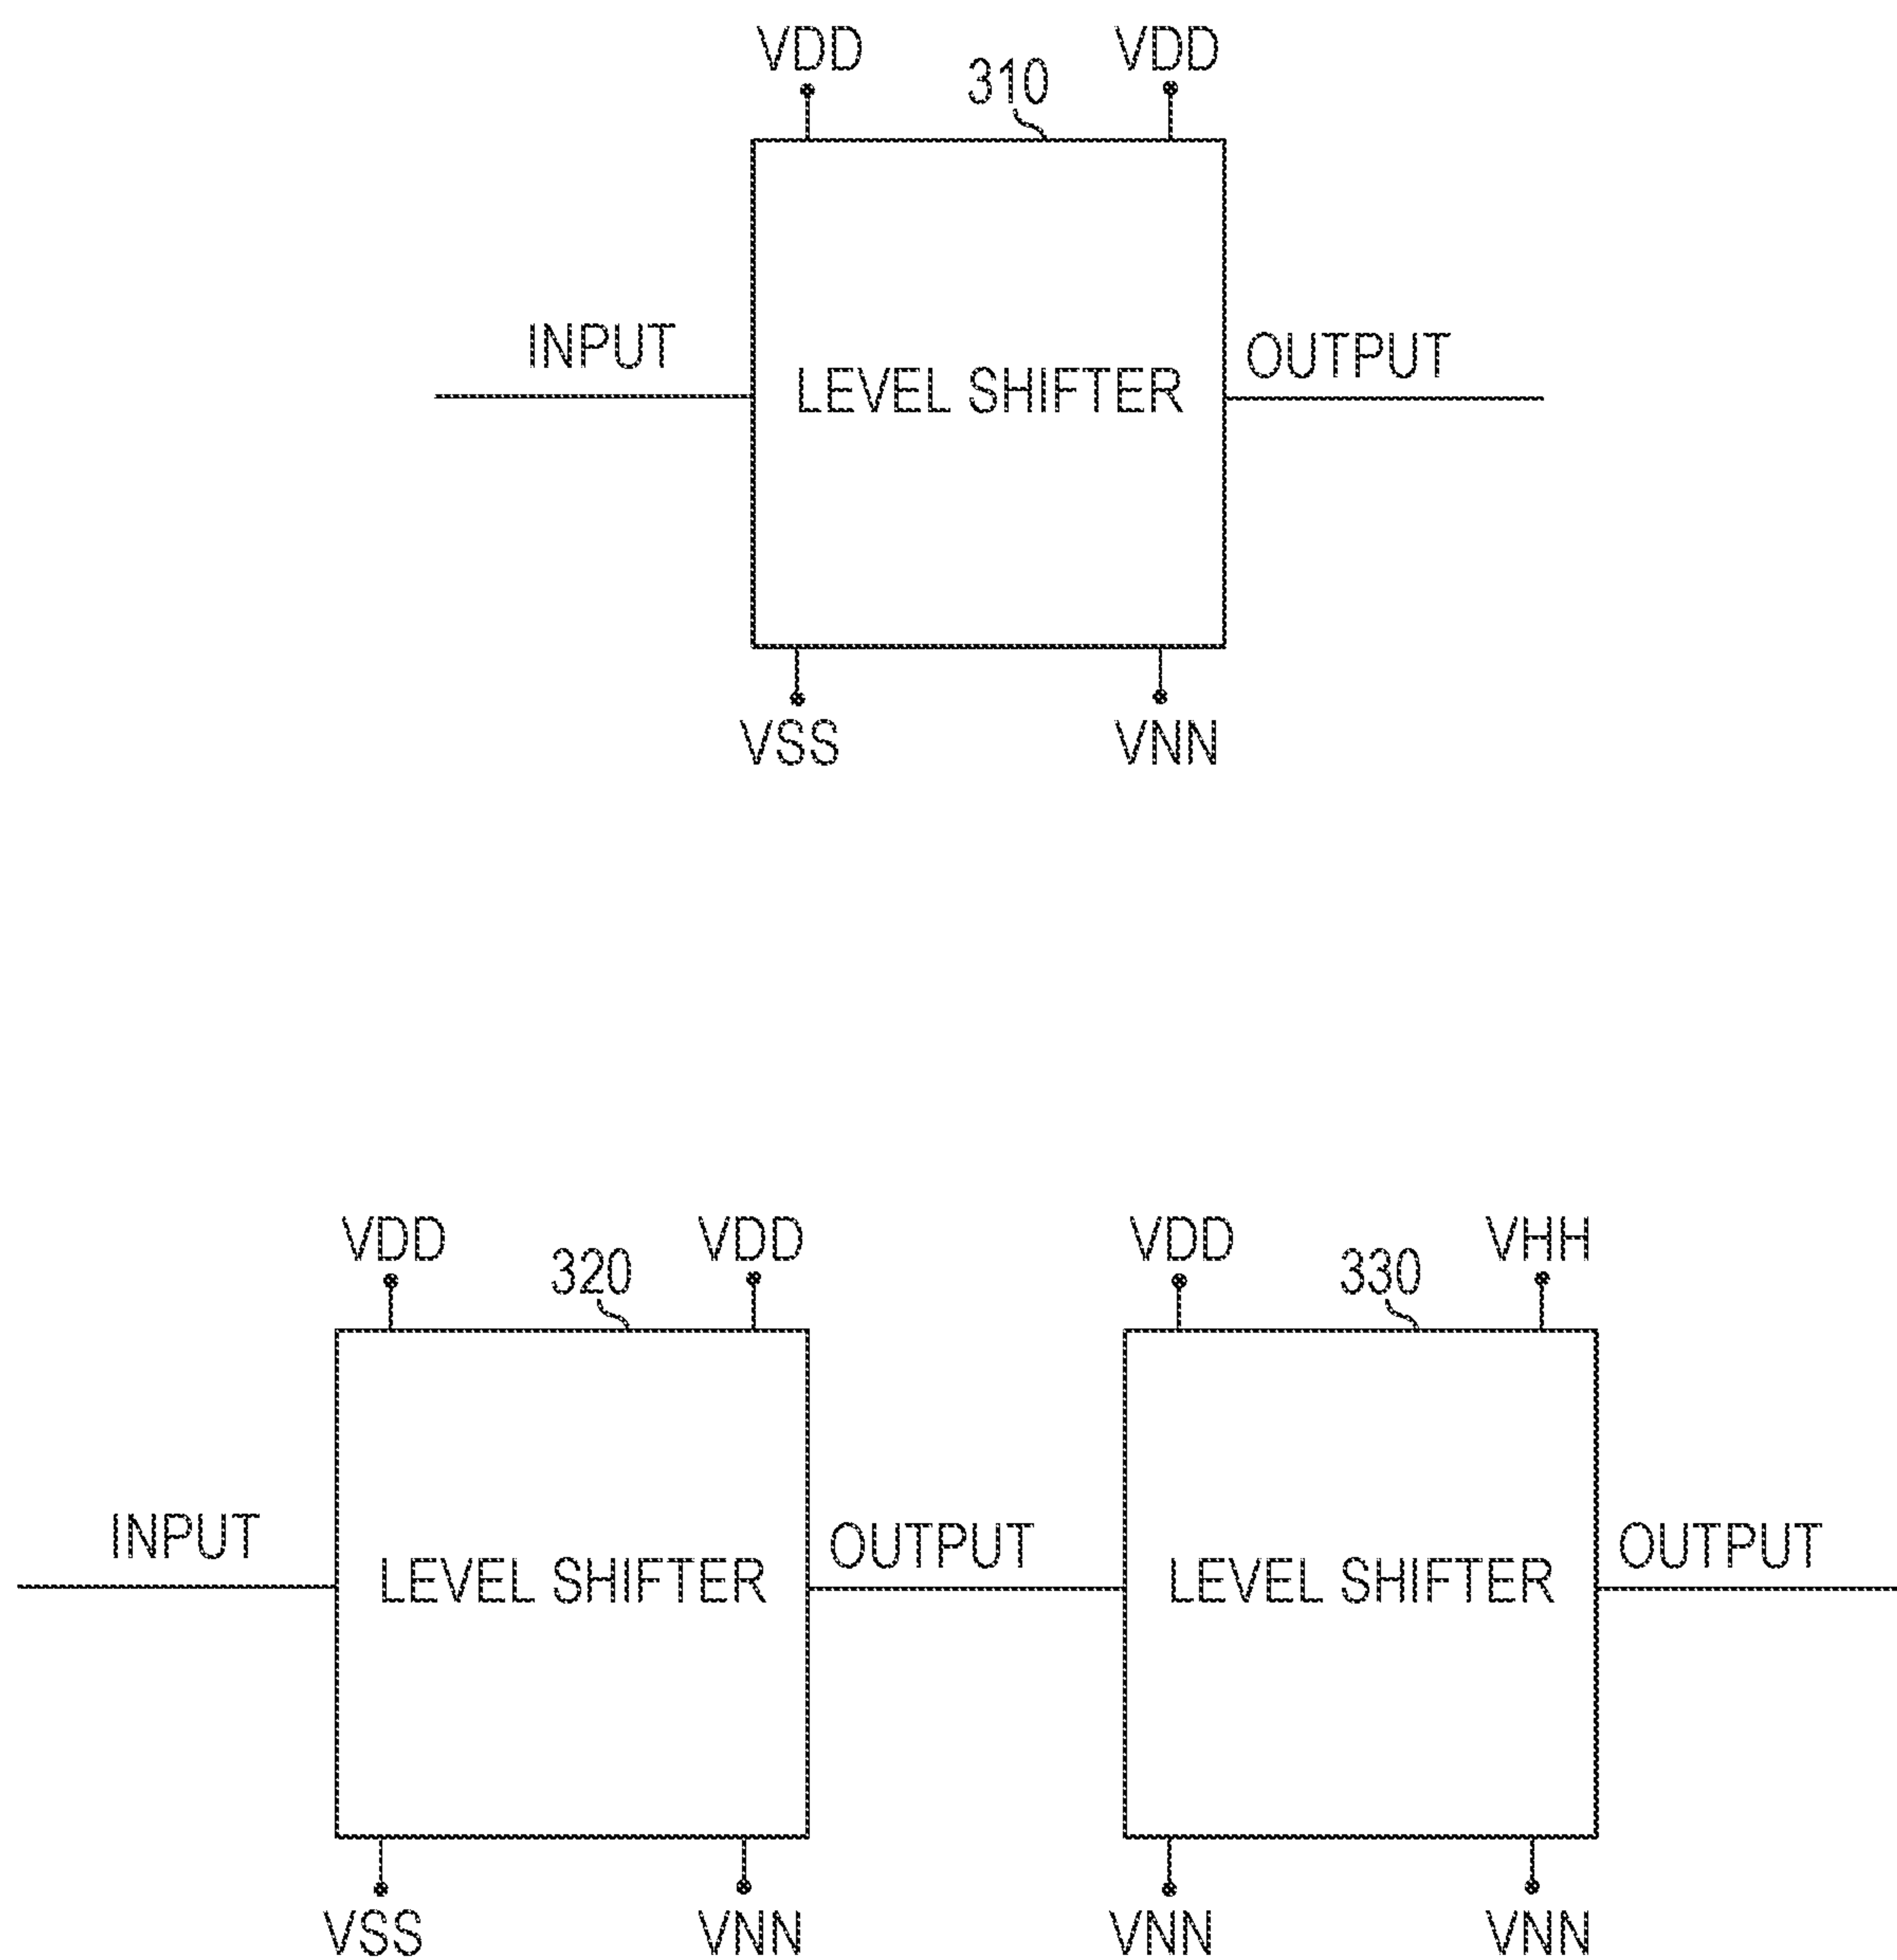 VDD 310 VDD
INPUT LEVEL SHIFTER OUTPUT
VSS VNN
VDD 320 VDD VDD 330 VHH
INPUT LEVEL SHIFTER OUTPUT LEVEL SHIFTER OUTPUT
VSS VNN VNN VNN